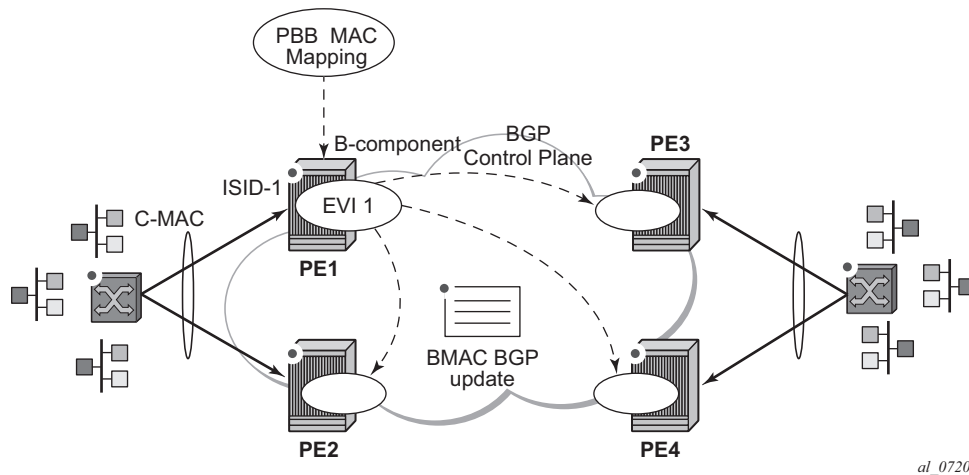 PBB MAC
Mapping
B-component
BGP
Control Plane
PE3
ISID-1
EVI 1
C-MAC
PE1
BMAC BGP
update
PE2
PE4
al_0720